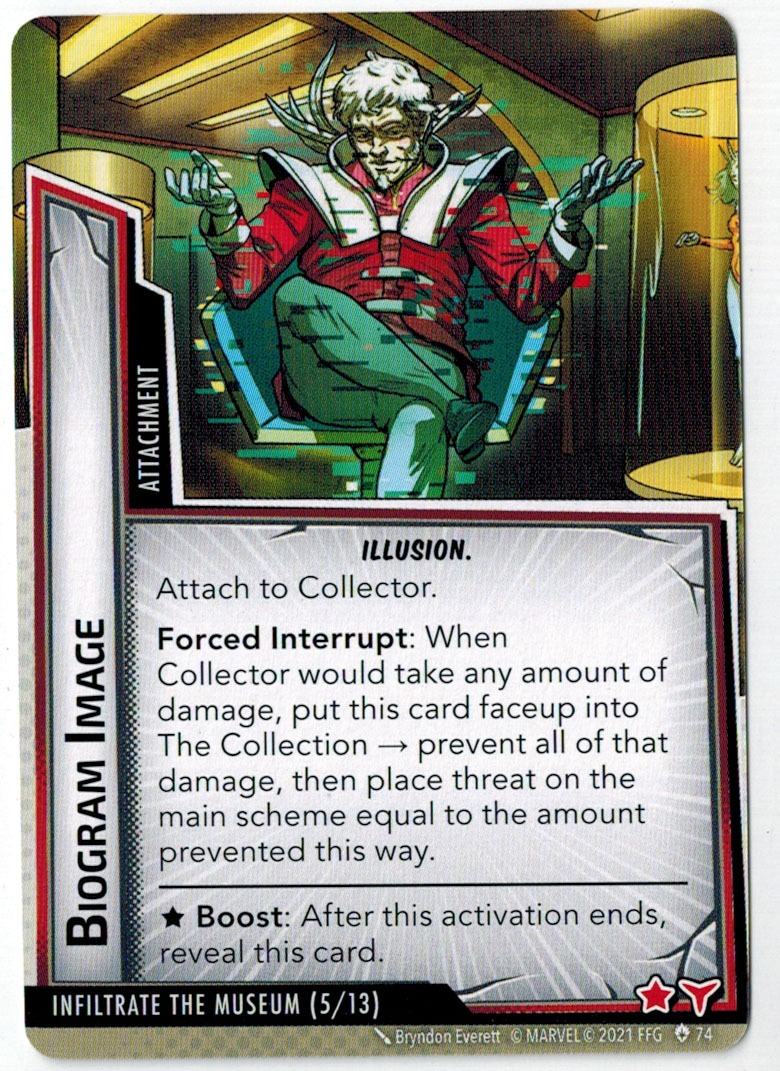 ATTACHMENT
BIOGRAM IMAGE
ILLUSION.
Attach to Collector.
Forced Interrupt: When
Collector would take any amount of
damage, put this card faceup into
The Collection → prevent all of that
damage, then place threat on the
main scheme equal to the amount
prevented this way.
★ Boost: After this activation ends,
reveal this card.
INFILTRATE THE MUSEUM (5/13)
Bryndon Everett © MARVEL © 2021 FFG 74